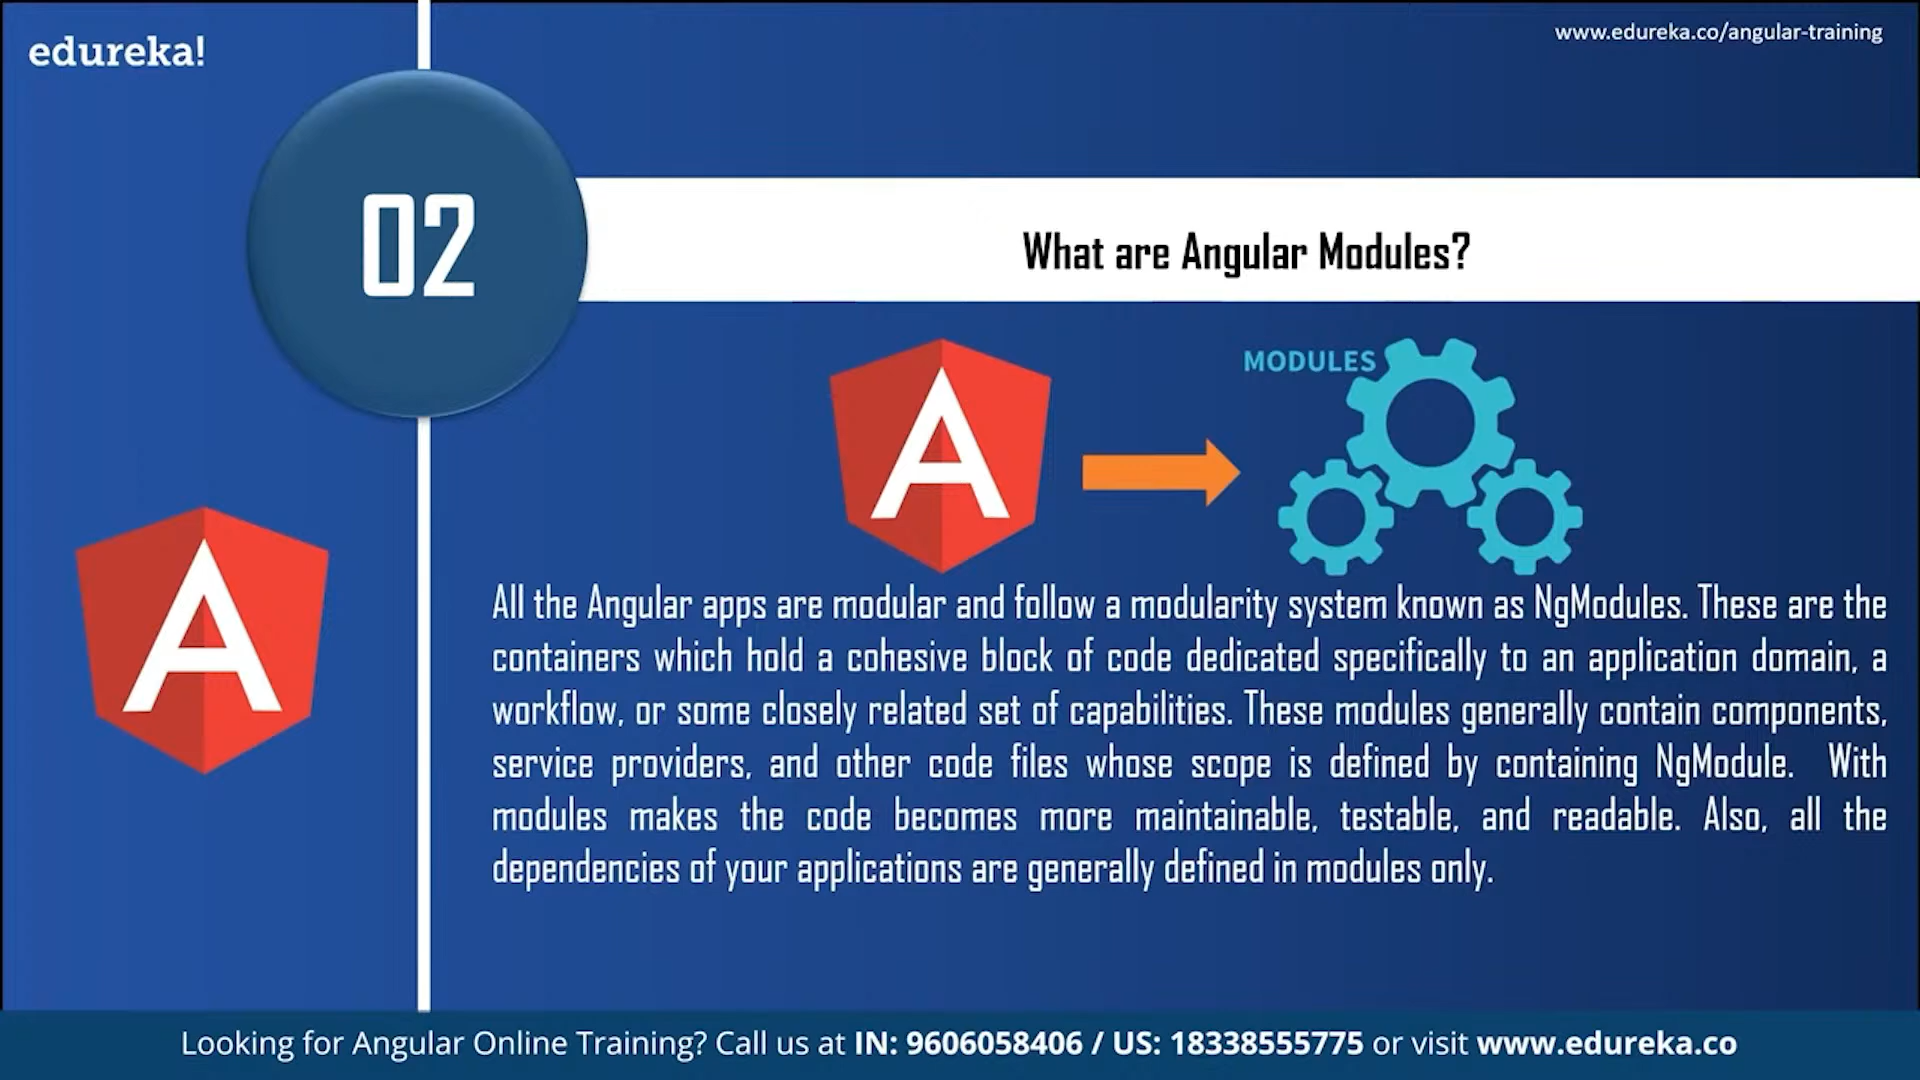 edureka!
www.edureka.co/angular-training
02
What are Angular Modules?
MODULES
All the Angular apps are modular and follow a modularity system known as NgModules. These are the
containers which hold a cohesive block of code dedicated specifically to an application domain, a
workflow, or some closely related set of capabilities. These modules generally contain components,
service providers, and other code files whose scope is defined by containing NgModule. With
modules makes the code becomes more maintainable, testable, and readable. Also, all the
dependencies of your applications are generally defined in modules only.
Looking for Angular Online Training? Call us at IN: 9606058406 / US: 18338555775 or visit www.edureka.co